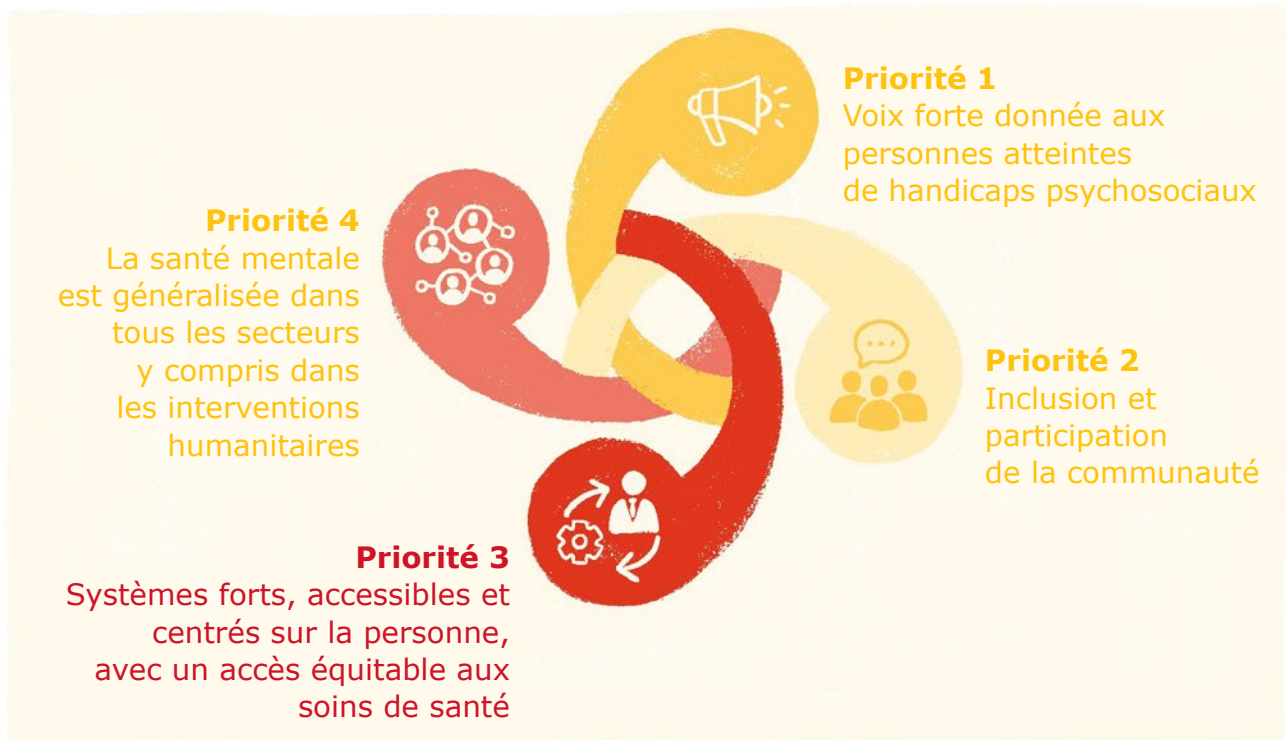 Priorité 1
Voix forte donnée aux
personnes atteintes
de handicaps psychosociaux
Priorité 2
Inclusion et
participation
de la communauté
Priorité 3
Systèmes forts, accessibles et
centrés sur la personne,
avec un accès équitable aux
soins de santé
Priorité 4
La santé mentale
est généralisée dans
tous les secteurs
y compris dans
les interventions
humanitaires